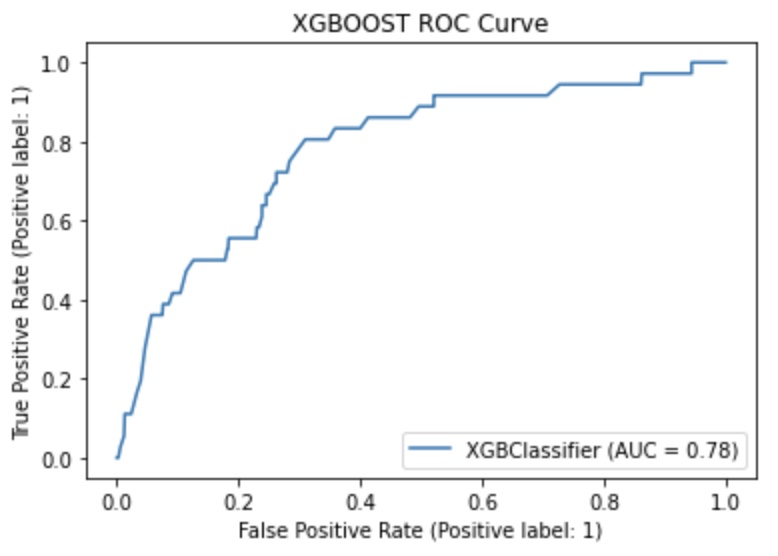 XGBOOST ROC Curve
True Positive Rate (Positive label: 1)
1.0
0.8
0.6
0.4
0.2
0.0
XGBClassifier (AUC = 0.78)
0.0 0.2 0.4 0.6 0.8 1.0
False Positive Rate (Positive label: 1)